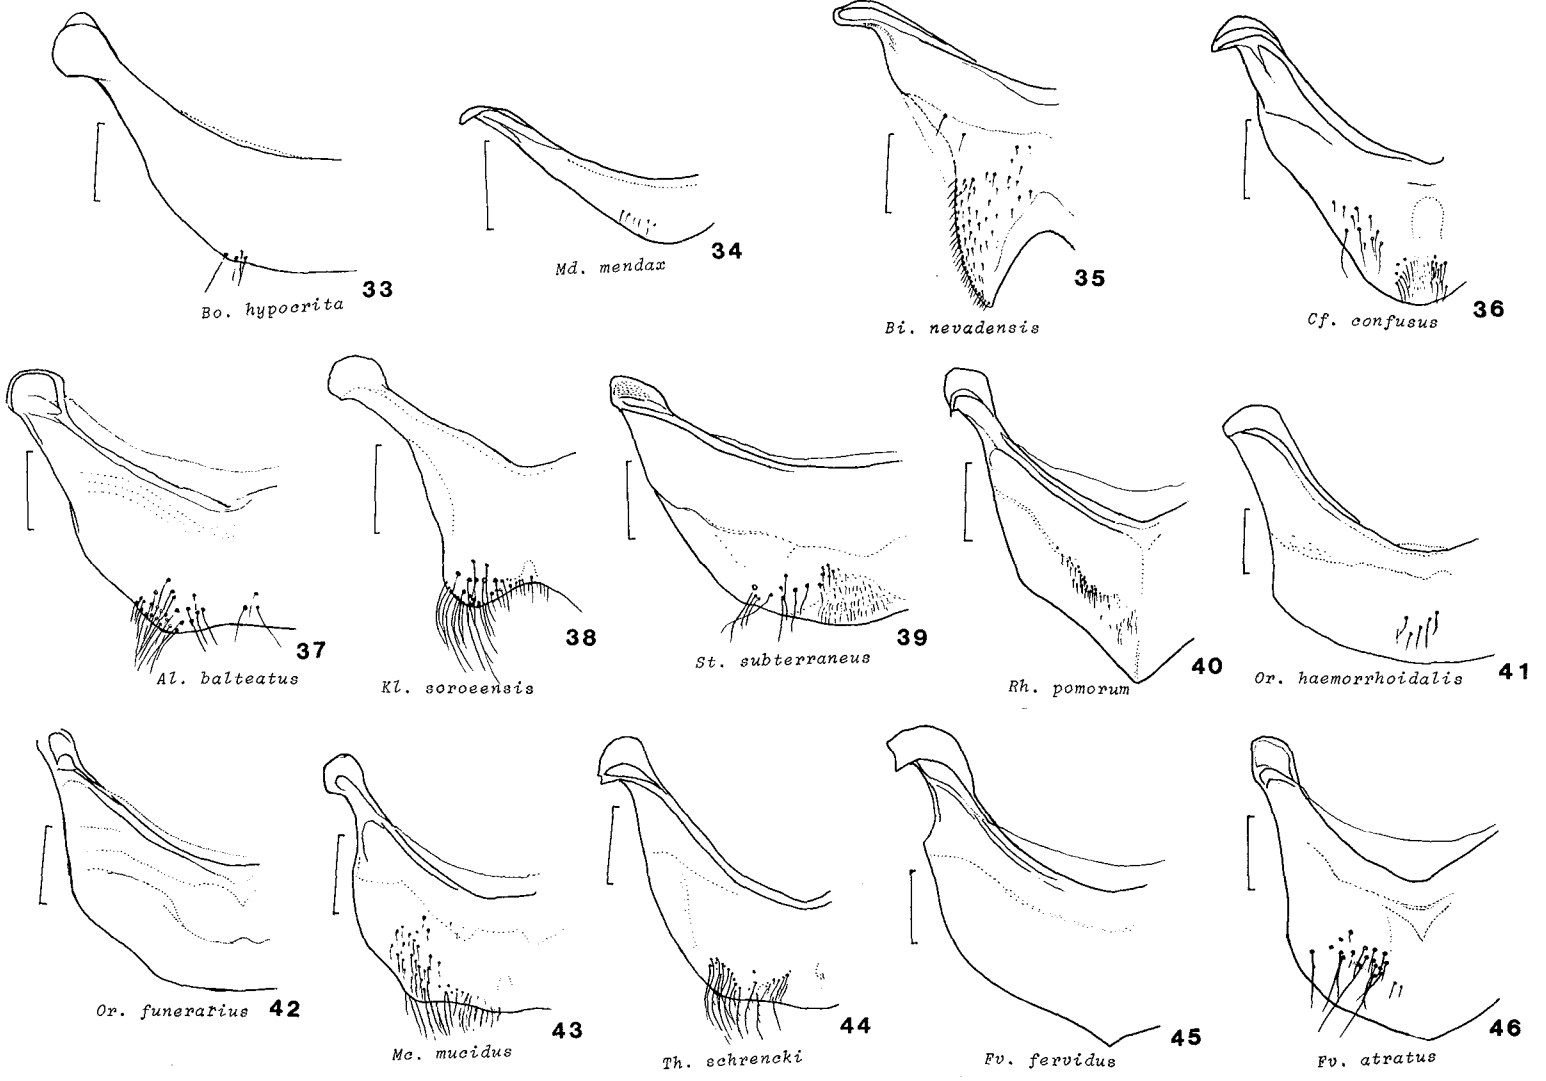 Bo. hypocrita 33
Md. mendax 34
Bi. nevadensis 35
Cf. confusus 36
Al. balteatus 37
Kl. soroeensis 38
St. subterraneus 39
Rh. pomorum 40
Or. haemorrhoidalis 41
Or. funerarius 42
Mc. mucidus 43
Th. schrencki 44
Fv. fervidus 45
Fv. atratus 46